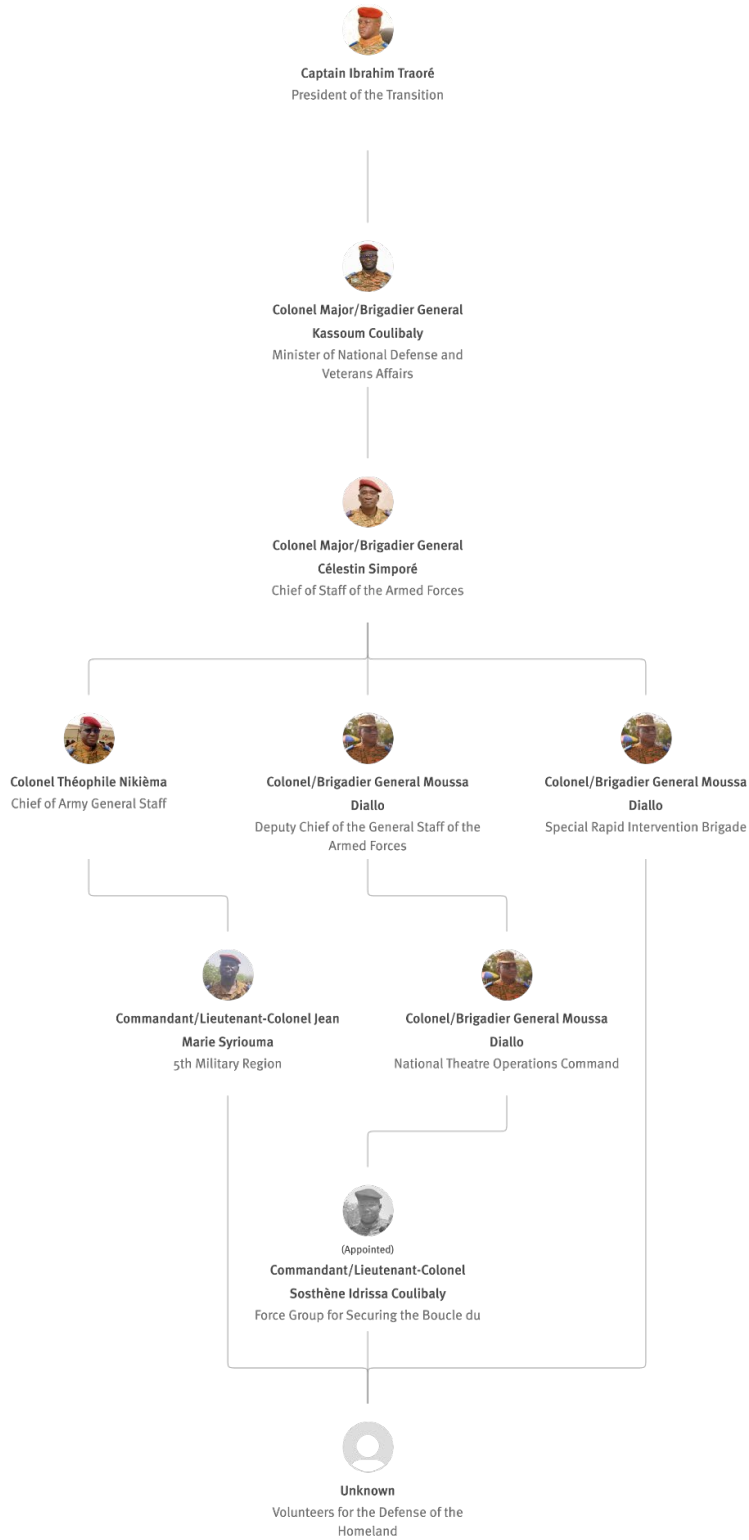 Captain Ibrahim Traoré
President of the Transition
Colonel Major/Brigadier General
Kassoum Coulibaly
Minister of National Defense and
Veterans Affairs
Colonel Major/Brigadier General
Célestin Simporé
Chief of Staff of the Armed Forces
Colonel Théophile Nikièma
Chief of Army General Staff
Colonel/Brigadier General Moussa
Diallo
Deputy Chief of the General Staff of the
Armed Forces
Colonel/Brigadier General Moussa
Diallo
Special Rapid Intervention Brigade
Commandant/Lieutenant-Colonel Jean
Marie Syriouma
5th Military Region
Colonel/Brigadier General Moussa
Diallo
National Theatre Operations Command
(Appointed)
Commandant/Lieutenant-Colonel
Sosthène Idrissa Coulibaly
Force Group for Securing the Boucle du
Unknown
Volunteers for the Defense of the
Homeland